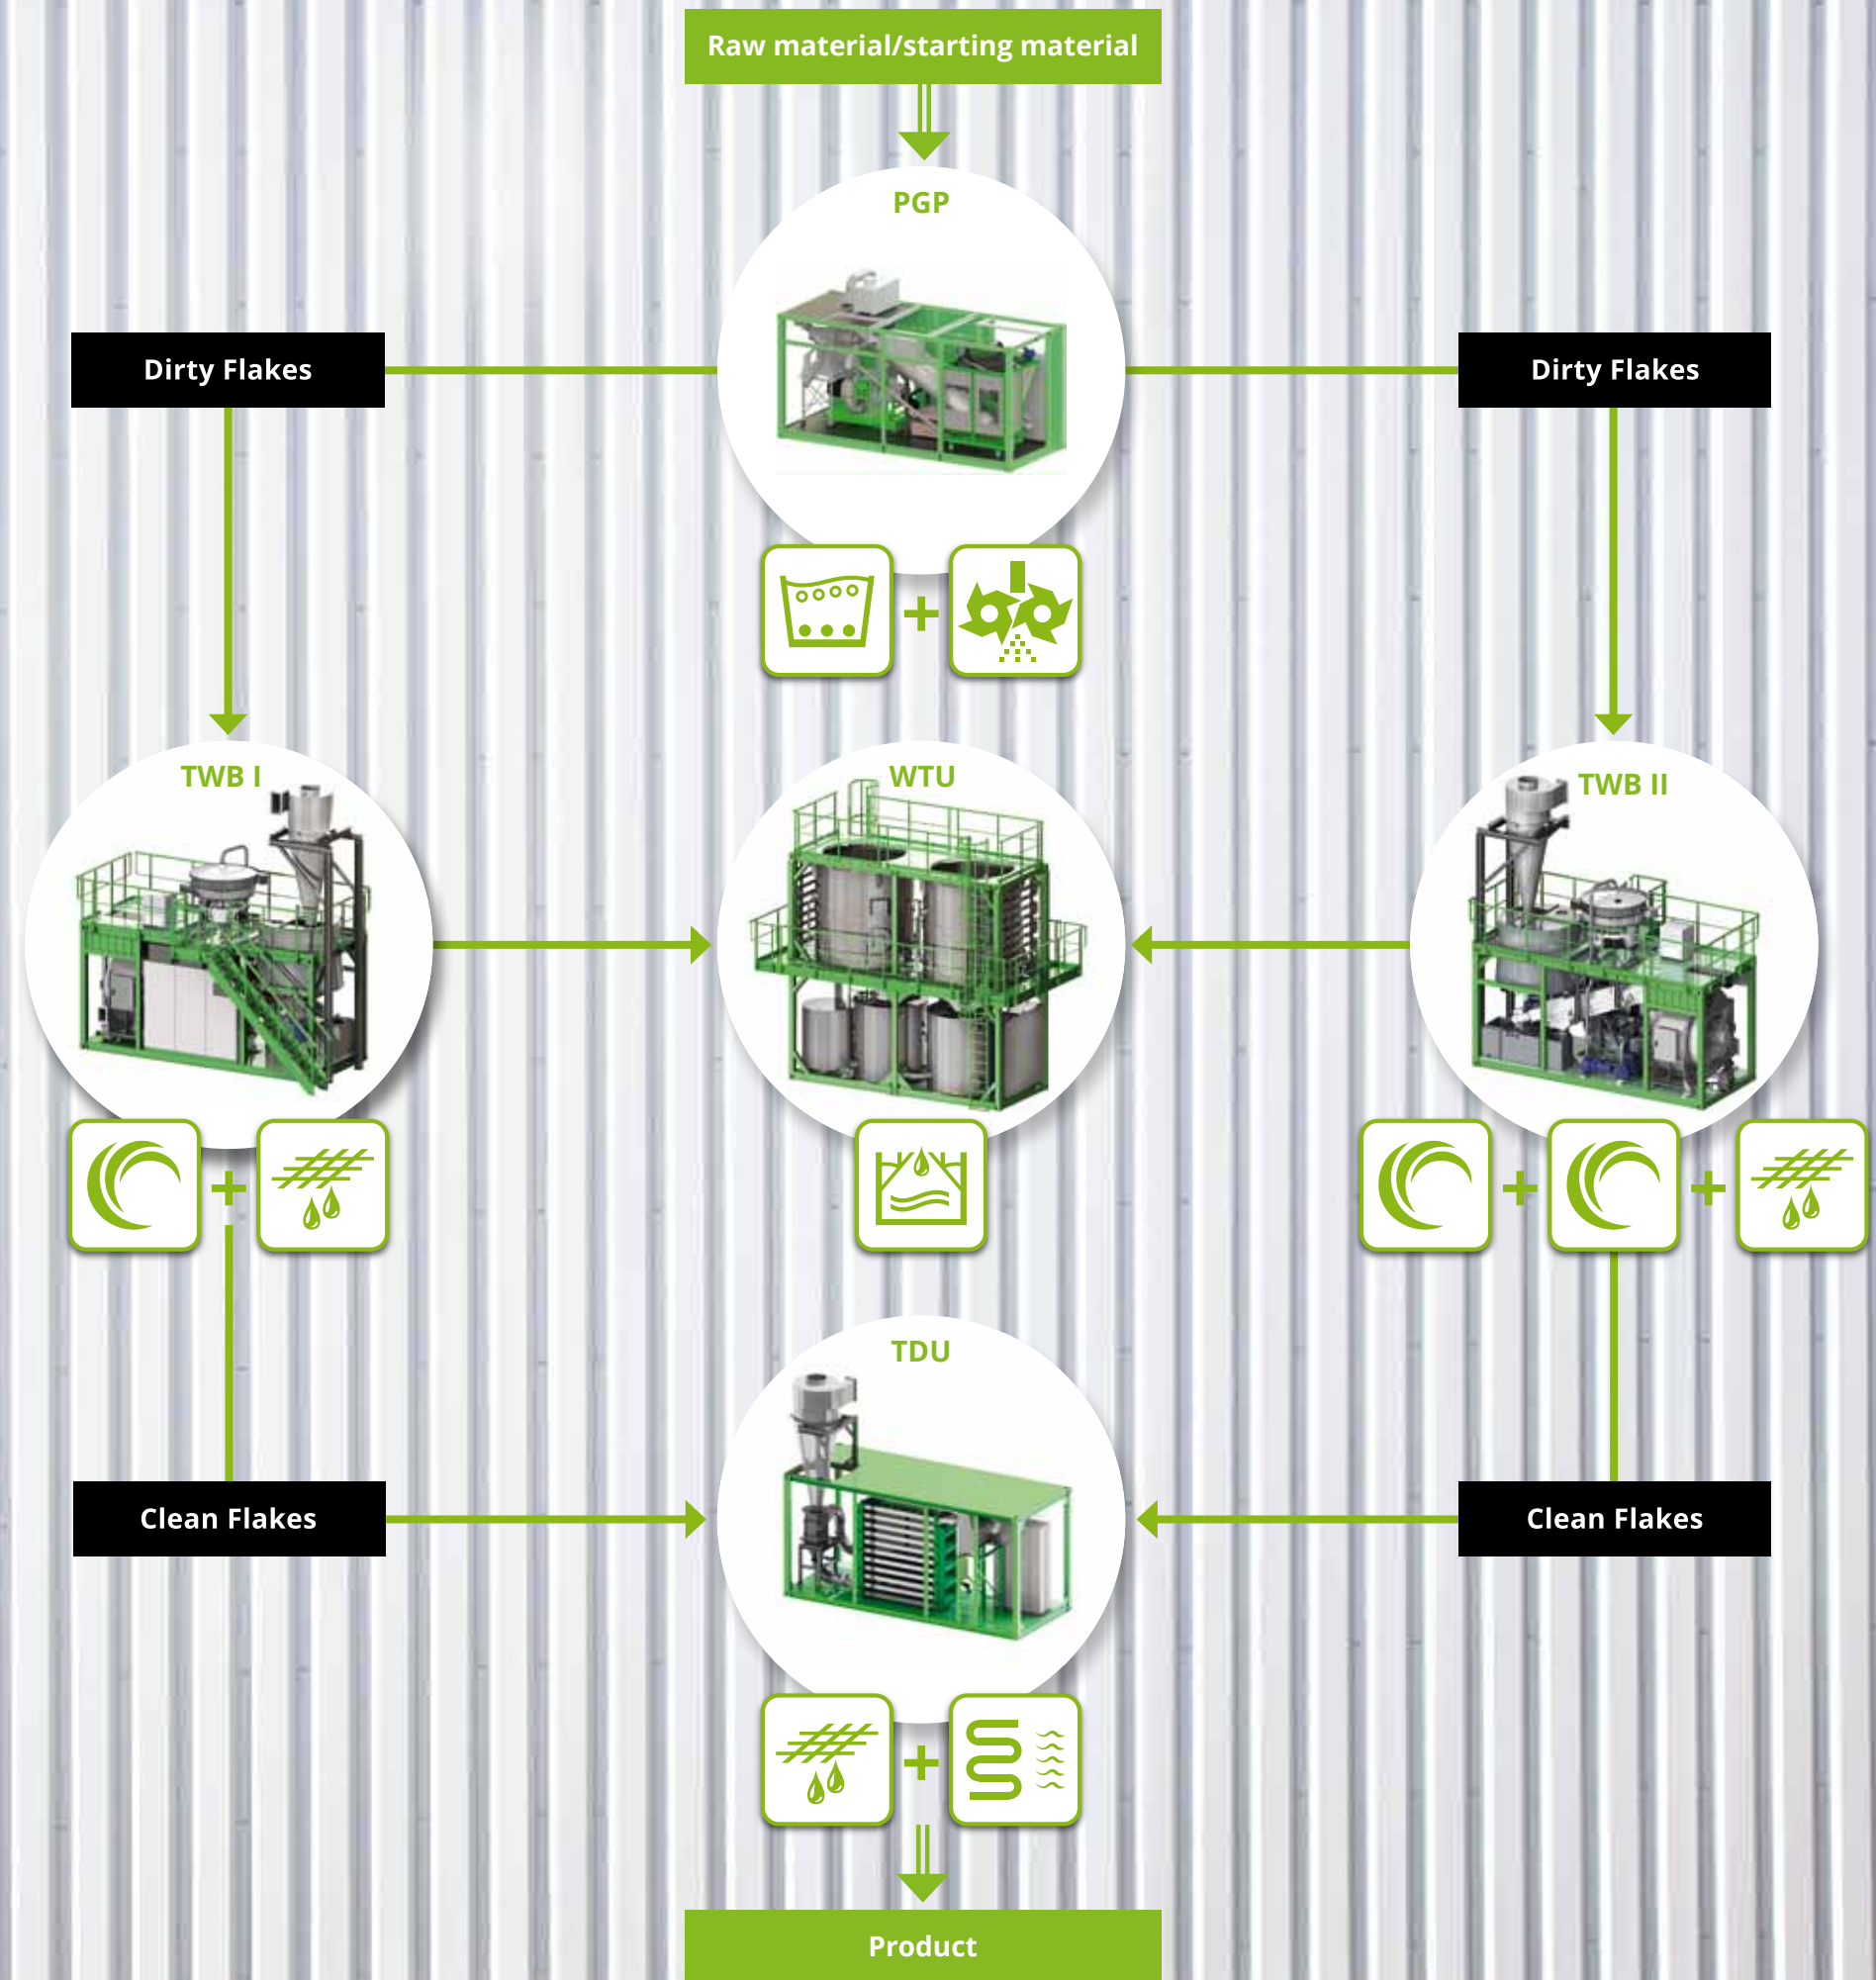 Raw material/starting material
PGP
Dirty Flakes
Dirty Flakes
TWB I
WTU
TWB II
TDU
Clean Flakes
Clean Flakes
Product